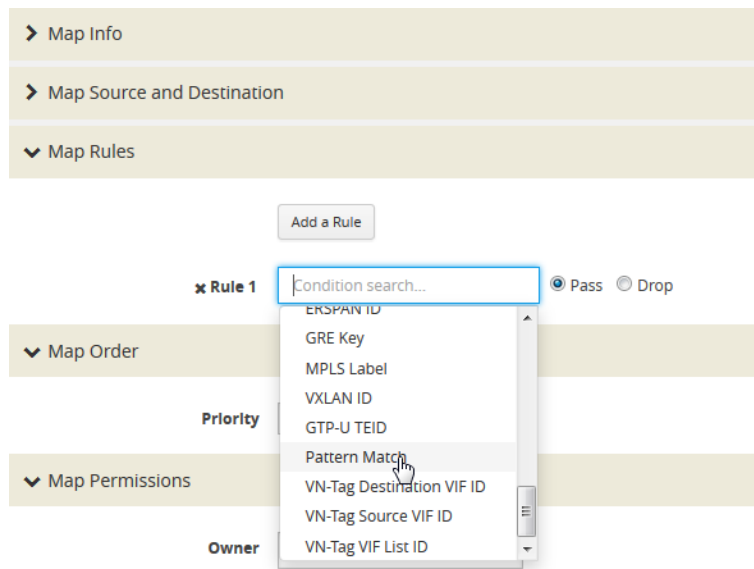 Map Info
Map Source and Destination
Map Rules
Add a Rule
Rule 1 Condition search... Pass Drop
ERSPAN ID
GRE Key
Map Order
MPLS Label
VXLAN ID
Priority
GTP-U TEID
Pattern Match
Map Permissions
VN-Tag Destination VIF ID
VN-Tag Source VIF ID
Owner
VN-Tag VIF List ID